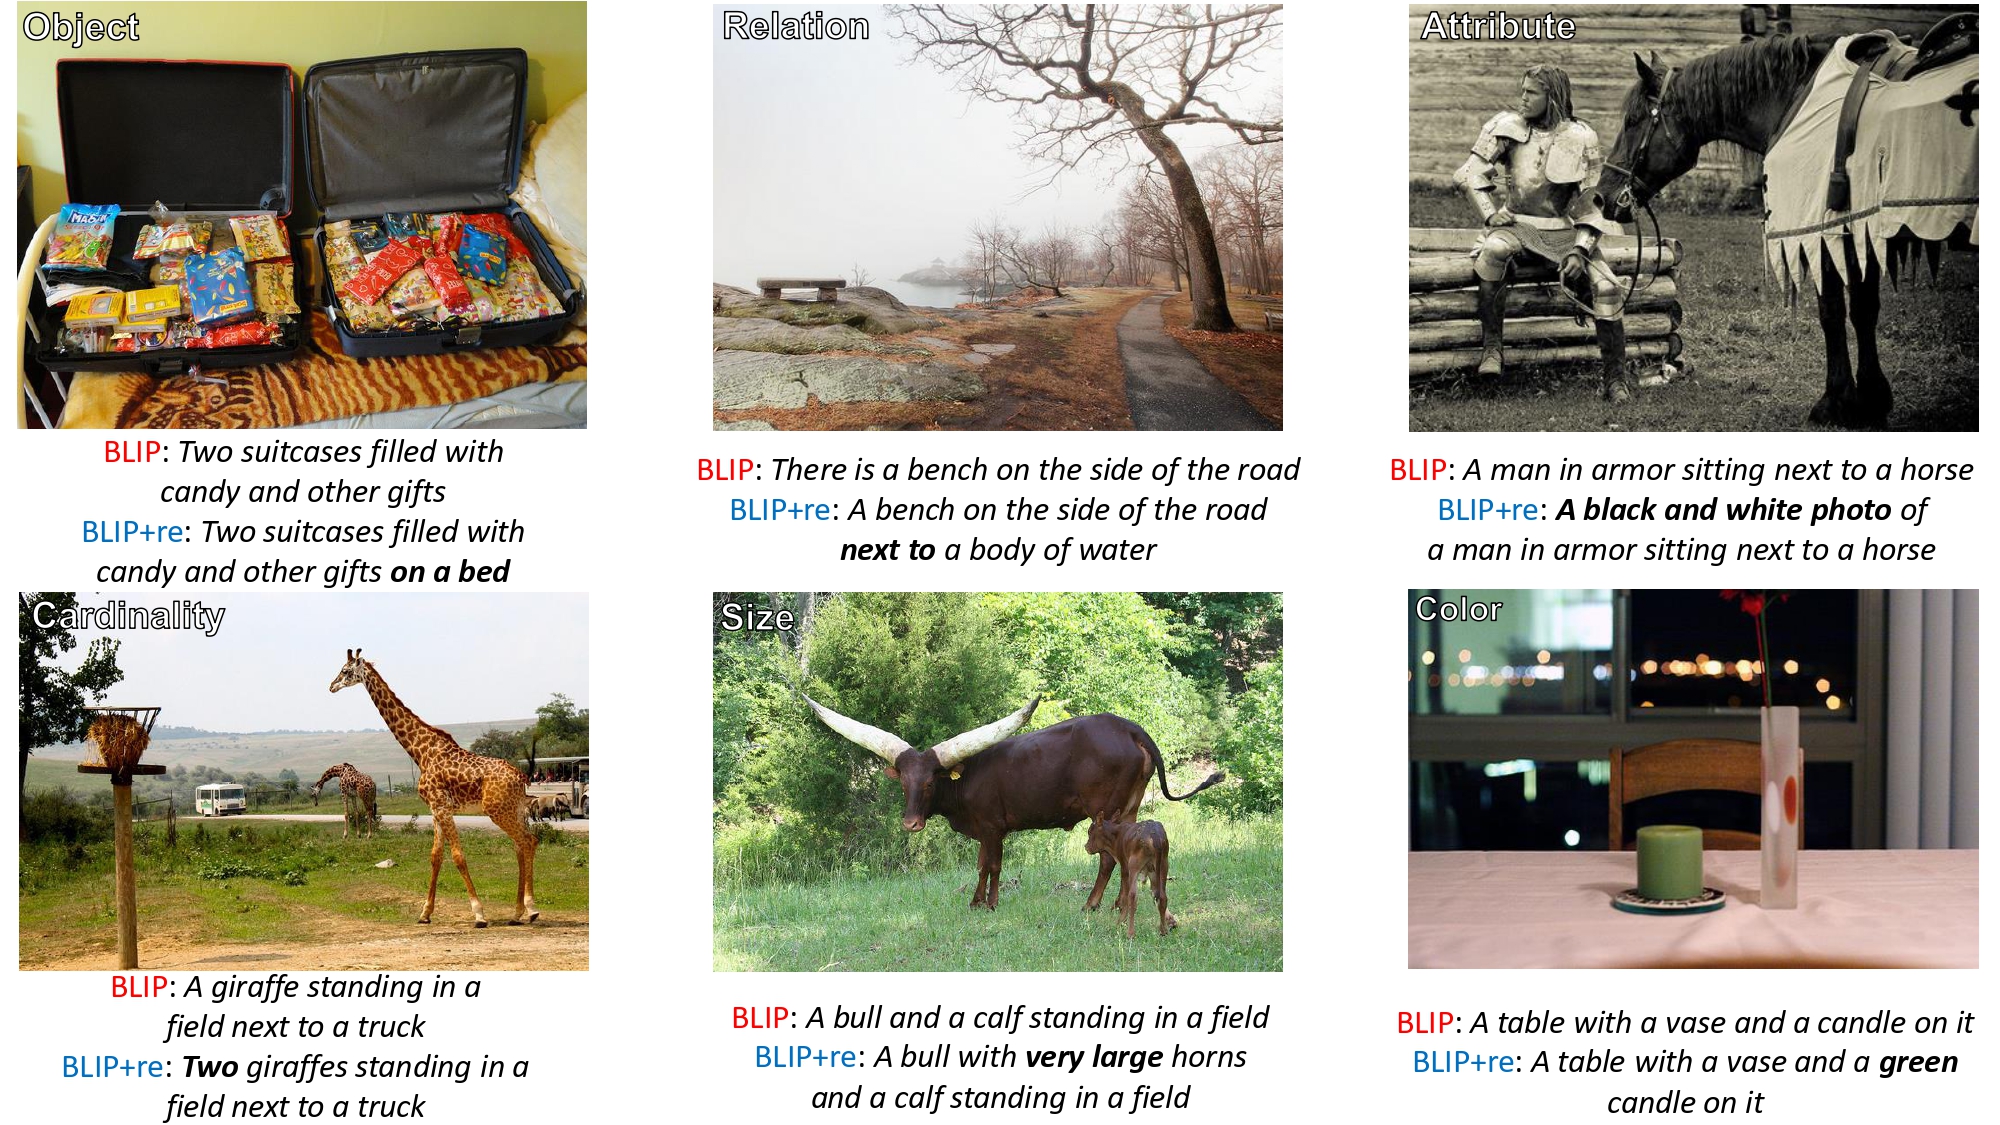 Object
MABIN
BLIP: Two suitcases filled with
candy and other gifts
BLIP+re: Two suitcases filled with
candy and other gifts on a bed
Relation
BLIP: There is a bench on the side of the road
BLIP+re: A bench on the side of the road
next to a body of water
Attribute
BLIP: A man in armor sitting next to a horse
BLIP+re: A black and white photo of
a man in armor sitting next to a horse
Cardinality
BLIP: A giraffe standing in a
field next to a truck
BLIP+re: Two giraffes standing in a
field next to a truck
Size
BLIP: A bull and a calf standing in a field
BLIP+re: A bull with very large horns
and a calf standing in a field
Color
BLIP: A table with a vase and a candle on it
BLIP+re: A table with a vase and a green
candle on it